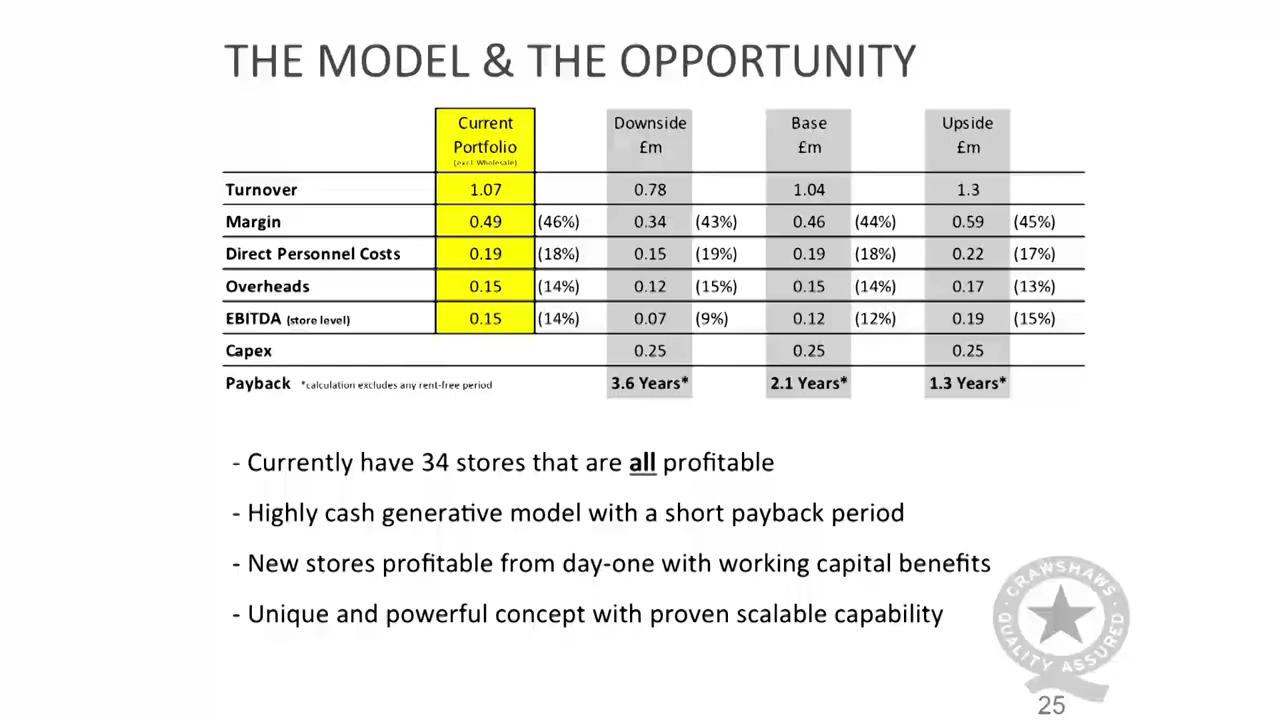 THE MODEL & THE OPPORTUNITY
Current Portfolio (excl. Wholesale) Downside £m Base £m Upside £m
Turnover 1.07 0.78 1.04 1.3
Margin 0.49 (46%) 0.34 (43%) 0.46 (44%) 0.59 (45%)
Direct Personnel Costs 0.19 (18%) 0.15 (19%) 0.19 (18%) 0.22 (17%)
Overheads 0.15 (14%) 0.12 (15%) 0.15 (14%) 0.17 (13%)
EBITDA (store level) 0.15 (14%) 0.07 (9%) 0.12 (12%) 0.19 (15%)
Capex 0.25 0.25 0.25
Payback *calculation excludes any rent-free period 3.6 Years* 2.1 Years* 1.3 Years*
- Currently have 34 stores that are all profitable
- Highly cash generative model with a short payback period
- New stores profitable from day-one with working capital benefits
- Unique and powerful concept with proven scalable capability
CRAWSHAWS
QUALITY ASSURED
25